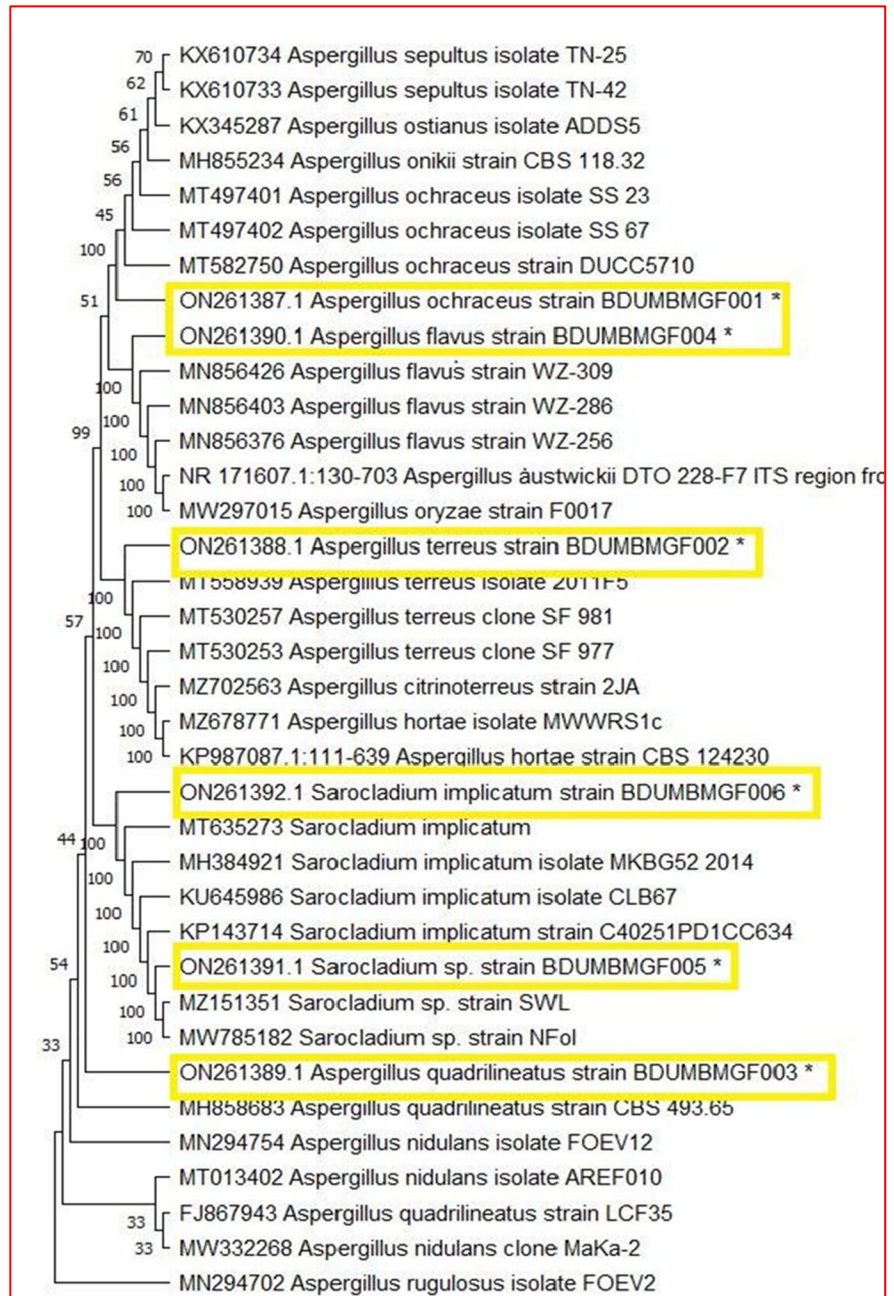 70 KX610734 Aspergillus sepultus isolate TN-25
62 KX610733 Aspergillus sepultus isolate TN-42
61 KX345287 Aspergillus ostianus isolate ADDS5
56 MH855234 Aspergillus onikii strain CBS 118.32
56 MT497401 Aspergillus ochraceus isolate SS 23
45 MT497402 Aspergillus ochraceus isolate SS 67
100 MT582750 Aspergillus ochraceus strain DUCC5710
51 ON261387.1 Aspergillus ochraceus strain BDUMBMGF001 *
ON261390.1 Aspergillus flavus strain BDUMBMGF004 *
100 MN856426 Aspergillus flavus strain WZ-309
100 MN856403 Aspergillus flavus strain WZ-286
99 100 MN856376 Aspergillus flavus strain WZ-256
100 NR 171607.1:130-703 Aspergillus austwickii DTO 228-F7 ITS region fro
100 MW297015 Aspergillus oryzae strain F0017
ON261388.1 Aspergillus terreus strain BDUMBMGF002 *
100 MT558939 Aspergillus terreus isolate 2011F5
57 100 MT530257 Aspergillus terreus clone SF 981
100 MT530253 Aspergillus terreus clone SF 977
100 MZ702563 Aspergillus citrinoterreus strain 2JA
100 MZ678771 Aspergillus hortae isolate MWWRS1c
100 KP987087.1:111-639 Aspergillus hortae strain CBS 124230
ON261392.1 Sarocladium implicatum strain BDUMBMGF006 *
44 100 MT635273 Sarocladium implicatum
100 MH384921 Sarocladium implicatum isolate MKBG52 2014
100 KU645986 Sarocladium implicatum isolate CLB67
100 KP143714 Sarocladium implicatum strain C40251PD1CC634
54 100 ON261391.1 Sarocladium sp. strain BDUMBMGF005 *
100 MZ151351 Sarocladium sp. strain SWL
100 MW785182 Sarocladium sp. strain NFol
33 ON261389.1 Aspergillus quadrilineatus strain BDUMBMGF003 *
MH858683 Aspergillus quadrilineatus strain CBS 493.65
MN294754 Aspergillus nidulans isolate FOEV12
MT013402 Aspergillus nidulans isolate AREF010
33 FJ867943 Aspergillus quadrilineatus strain LCF35
33 MW332268 Aspergillus nidulans clone MaKa-2
MN294702 Aspergillus rugulosus isolate FOEV2